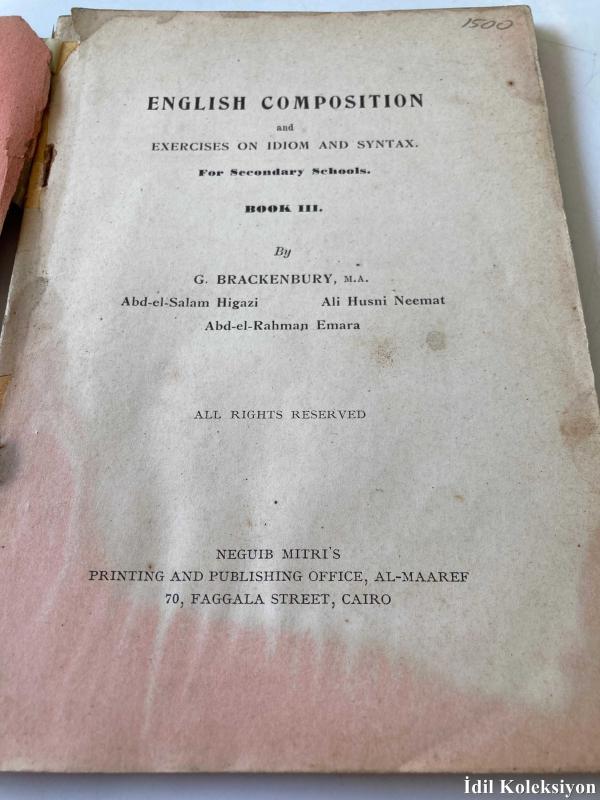 1500
ENGLISH COMPOSITION
and
EXERCISES ON IDIOM AND SYNTAX.
For Secondary Schools.
BOOK III.
By
G. BRACKENBURY, M.A.
Abd-el-Salam Higazi Ali Husni Neemat
Abd-el-Rahman Emara
ALL RIGHTS RESERVED
NEGUIB MITRI'S
PRINTING AND PUBLISHING OFFICE, AL-MAAREF
70, FAGGALA STREET, CAIRO
İdil Koleksiyon